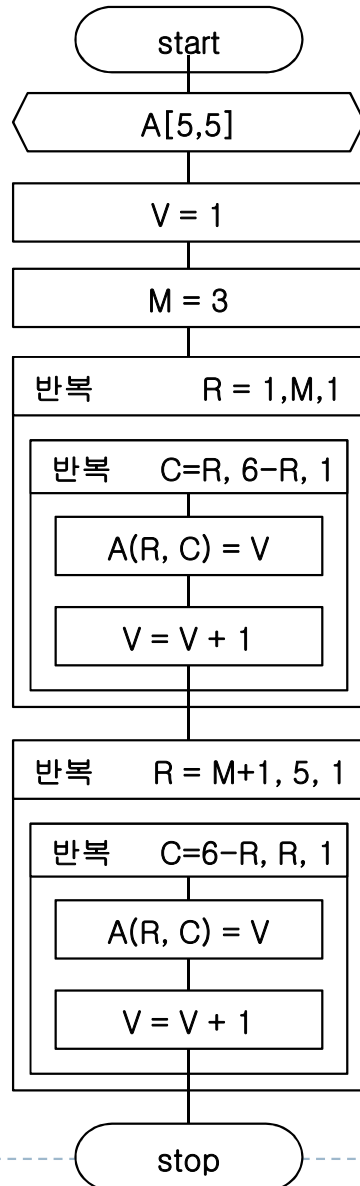 start
A[5,5]
V = 1
M = 3
반복 R = 1,M,1
반복 C=R, 6-R, 1
A(R, C) = V
V = V + 1
반복 R = M+1, 5, 1
반복 C=6-R, R, 1
A(R, C) = V
V = V + 1
stop